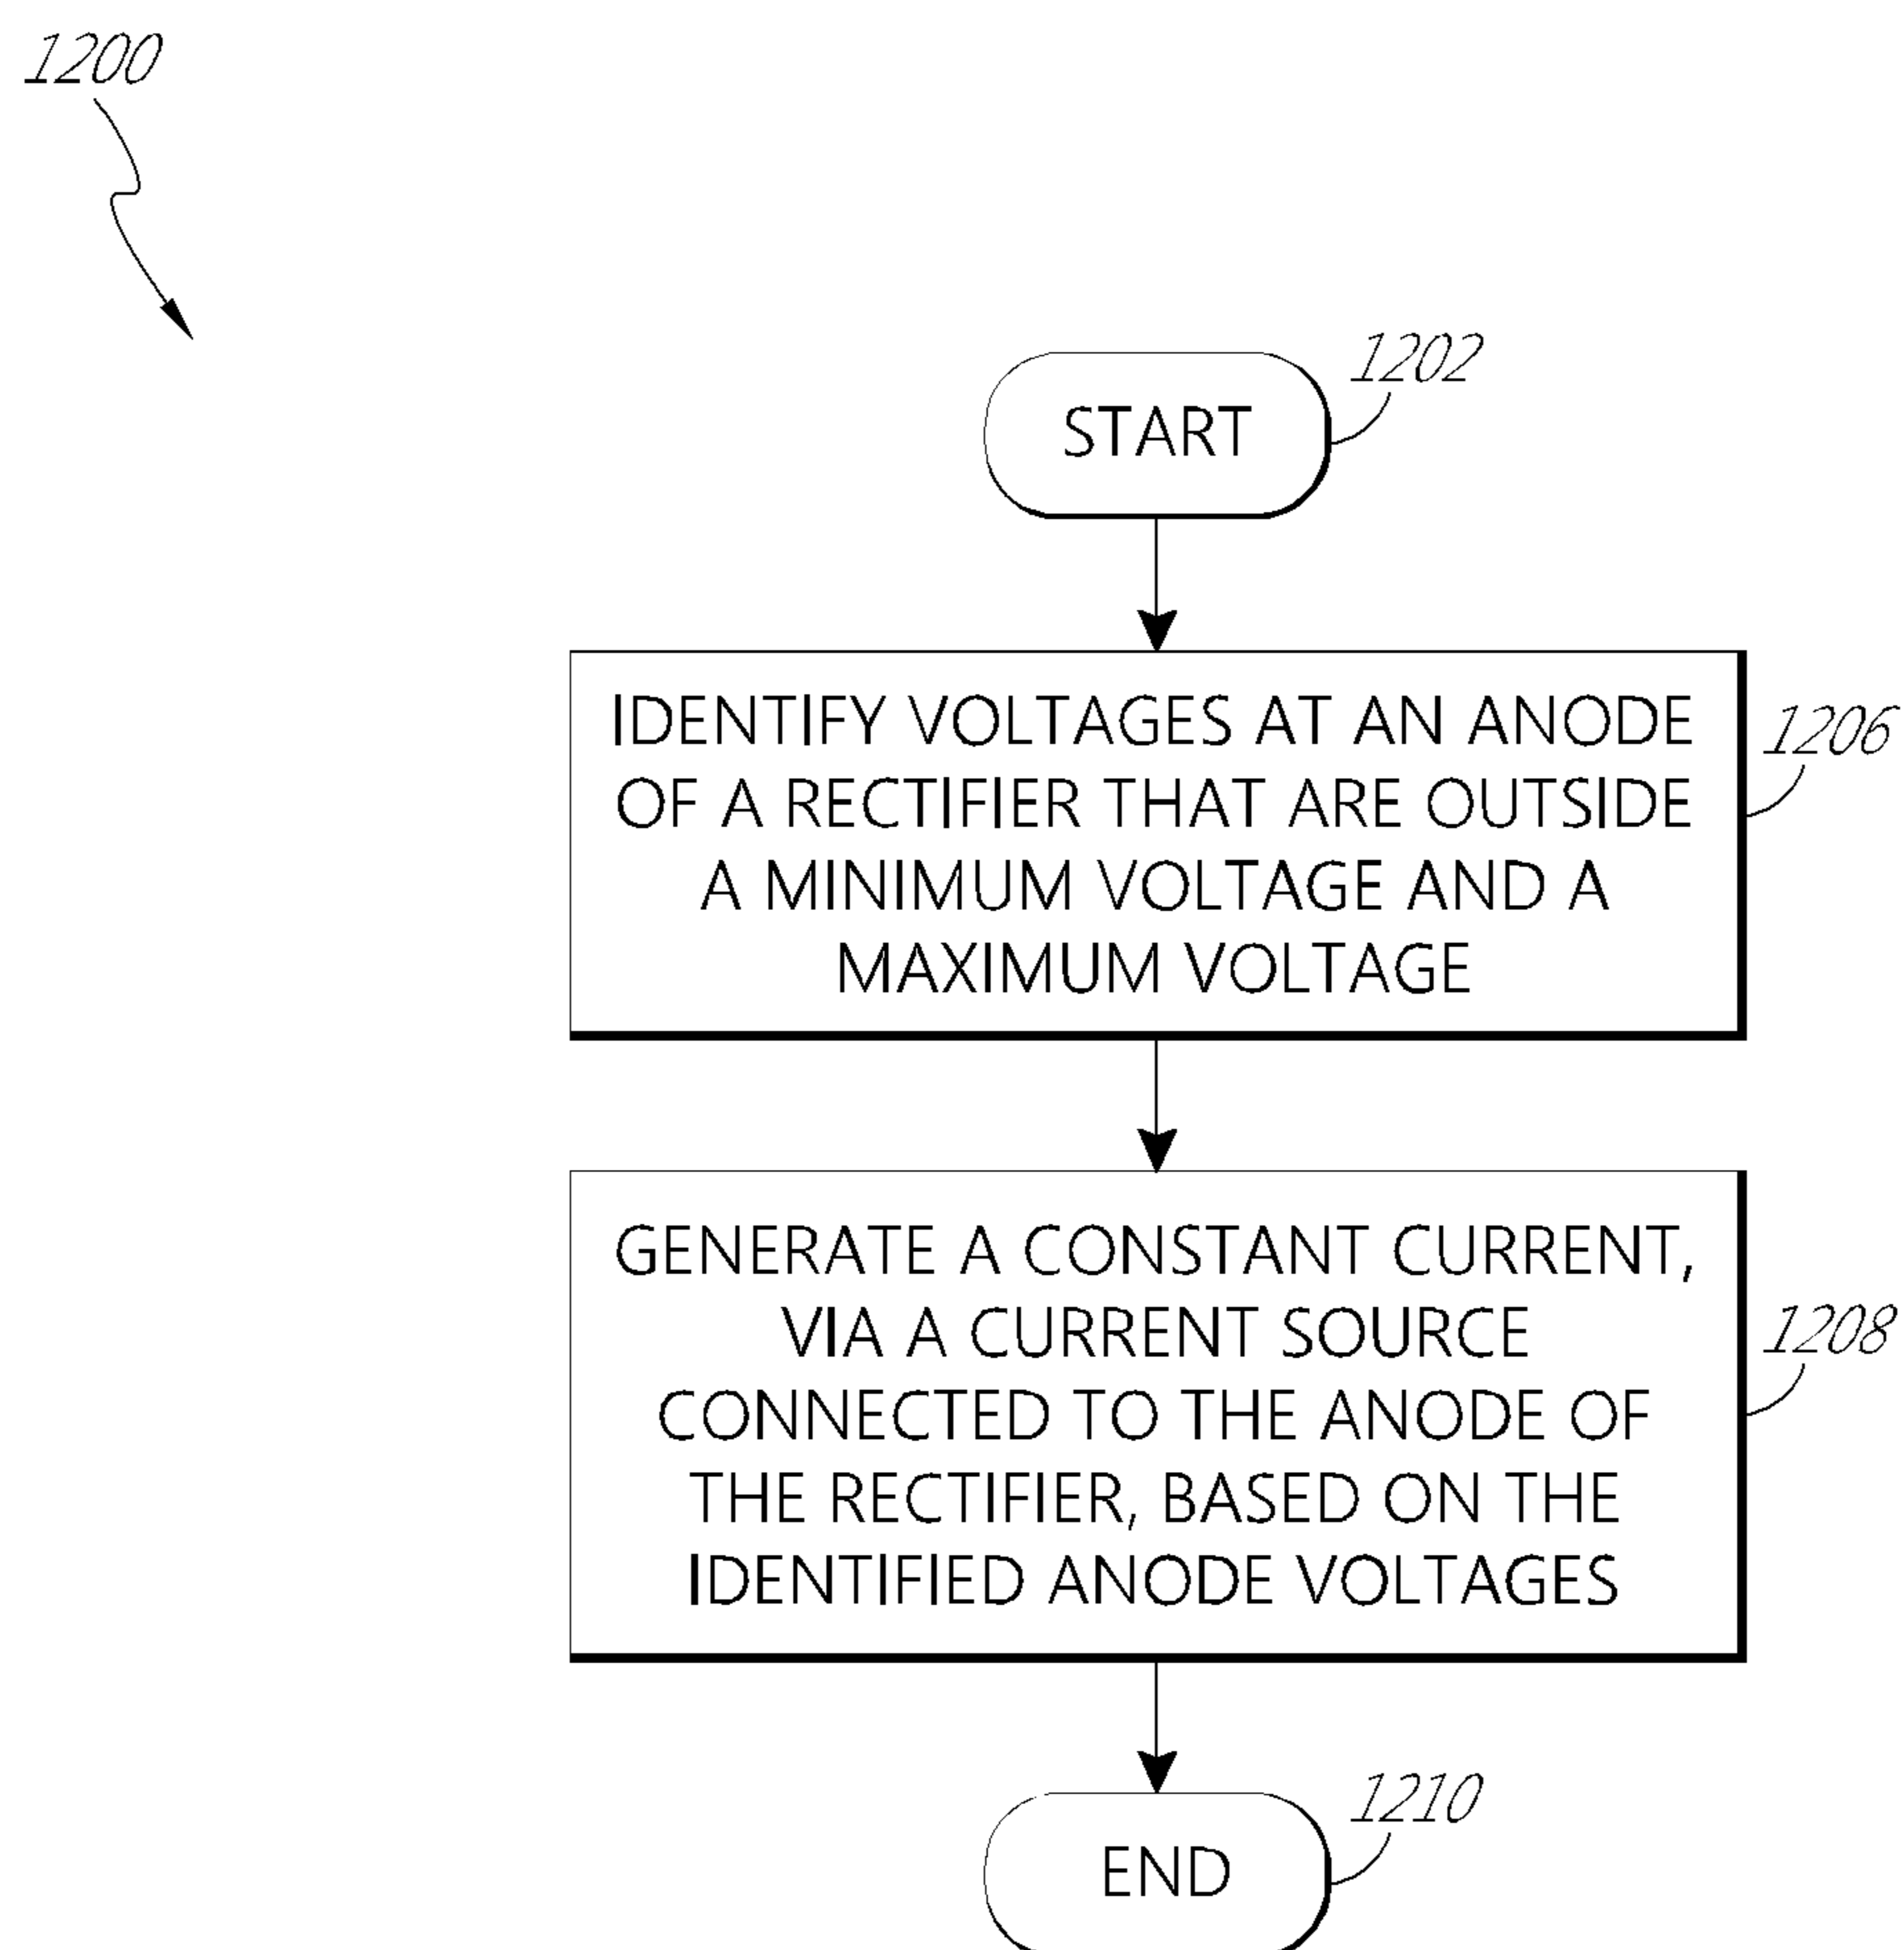 1200
1202
START
IDENTIFY VOLTAGES AT AN ANODE
OF A RECTIFIER THAT ARE OUTSIDE
A MINIMUM VOLTAGE AND A
MAXIMUM VOLTAGE
1206
GENERATE A CONSTANT CURRENT,
VIA A CURRENT SOURCE
CONNECTED TO THE ANODE OF
THE RECTIFIER, BASED ON THE
IDENTIFIED ANODE VOLTAGES
1208
1210
END